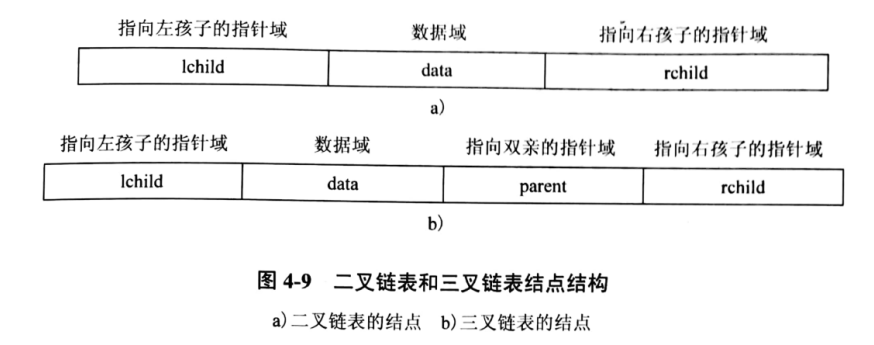 指向左孩子的指针域 数据域 指向右孩子的指针域
lchild data rchild
a)
指向左孩子的指针域 数据域 指向双亲的指针域 指向右孩子的指针域
lchild data parent rchild
b)
图 4-9 二叉链表和三叉链表结点结构
a)二叉链表的结点 b)三叉链表的结点